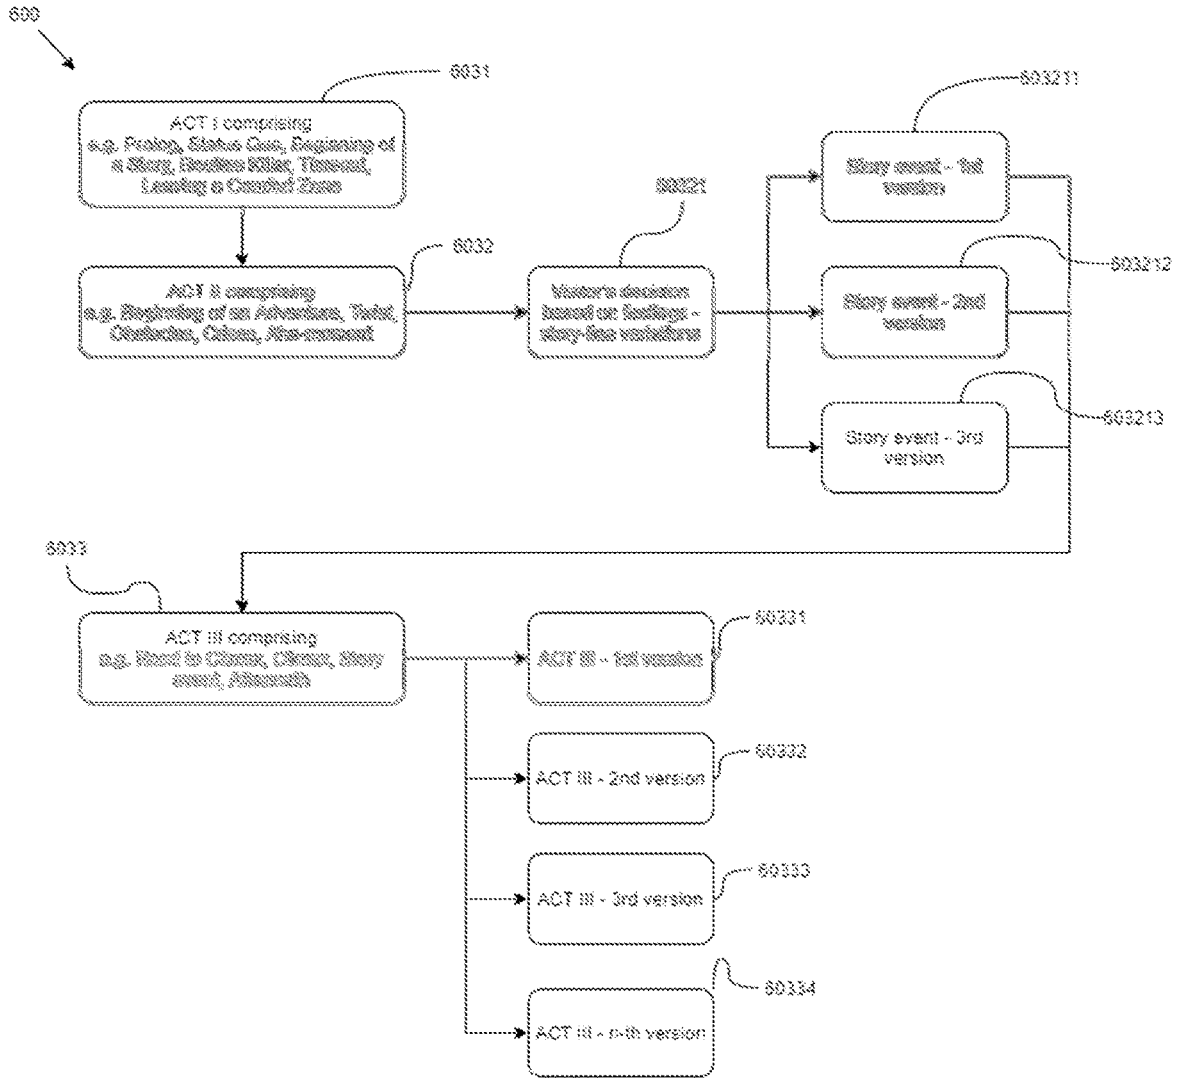 600
6031
ACT I comprising
e.g. Prolog, Status Quo, Beginning of
a Story, Timeout,
Leaving a Comfort Zone
6032
ACT II comprising
e.g. Beginning of an Adventure, Twist,
Obstacles, Crises,
60321
Visitor's decision
based on feelings -
story-line variations
603211
Story event - 1st
version
603212
Story event - 2nd
version
603213
Story event - 3rd
version
6033
ACT III comprising
e.g. Road to Climax, Climax, Story
event, Aftermath
60331
ACT III - 1st version
60332
ACT III - 2nd version
60333
ACT III - 3rd version
60334
ACT III - n-th version